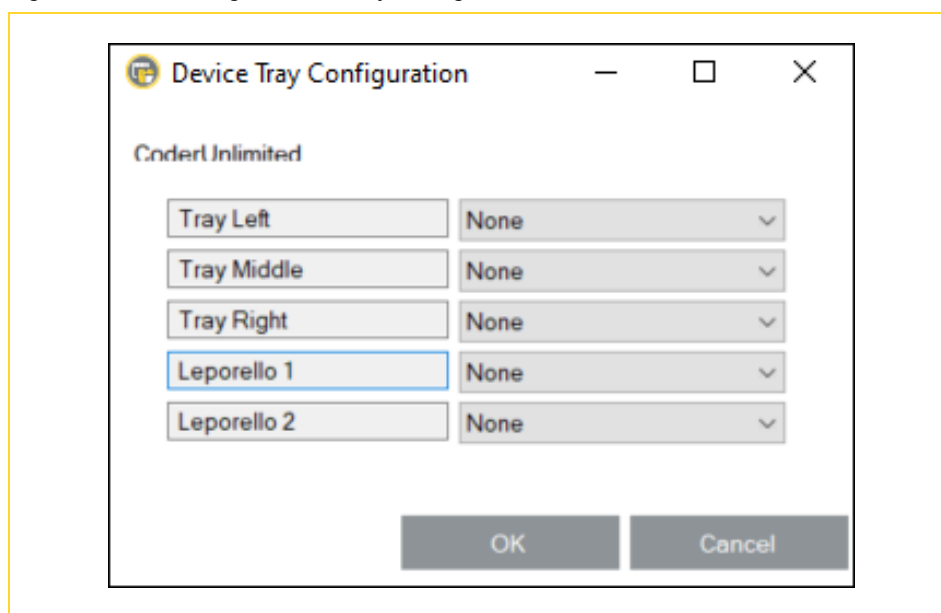 Device Tray Configuration
CoderUnlimited
Tray Left None
Tray Middle None
Tray Right None
Leporello 1 None
Leporello 2 None
OK Cancel